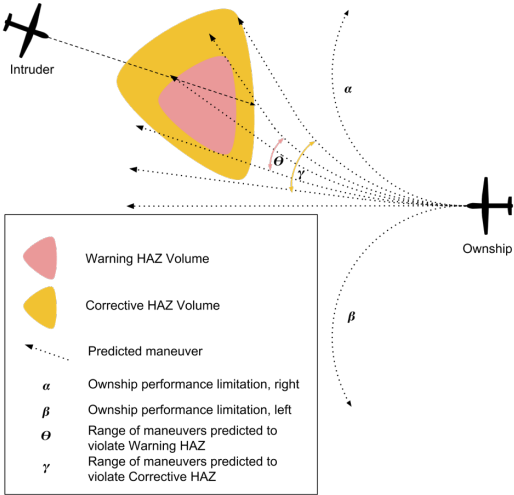 Intruder
α
Θ
γ
Ownship
β
Warning HAZ Volume
Corrective HAZ Volume
Predicted maneuver
α Ownship performance limitation, right
β Ownship performance limitation, left
Θ Range of maneuvers predicted to
violate Warning HAZ
γ Range of maneuvers predicted to
violate Corrective HAZ